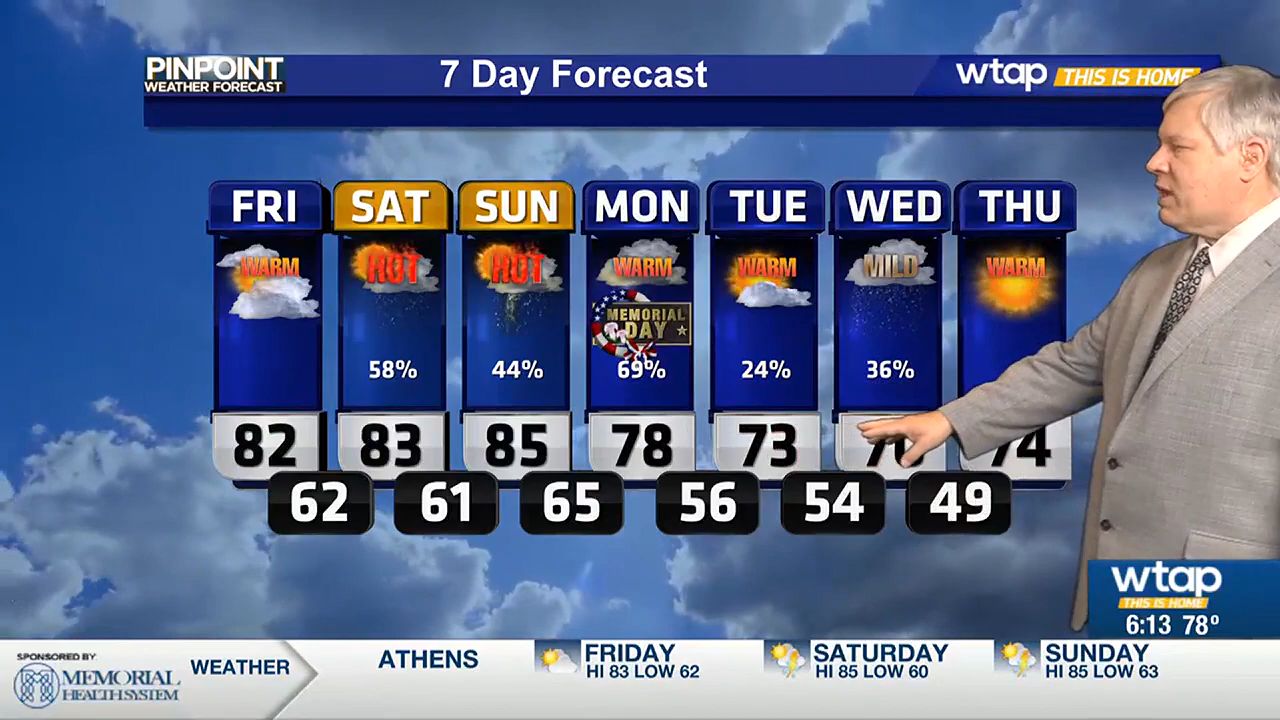 PINPOINT
WEATHER FORECAST
7 Day Forecast
wtap THIS IS HOME
FRI SAT SUN MON TUE WED THU
WARM HOT HOT WARM WARM MILD WARM
MEMORIAL
DAY
58% 44% 69% 24% 36%
82 83 85 78 73 74
62 61 65 56 54 49
wtap
THIS IS HOME
6:13 78°
SPONSORED BY:
MEMORIAL
HEALTH SYSTEM
WEATHER
ATHENS
FRIDAY
HI 83 LOW 62
SATURDAY
HI 85 LOW 60
SUNDAY
HI 85 LOW 63